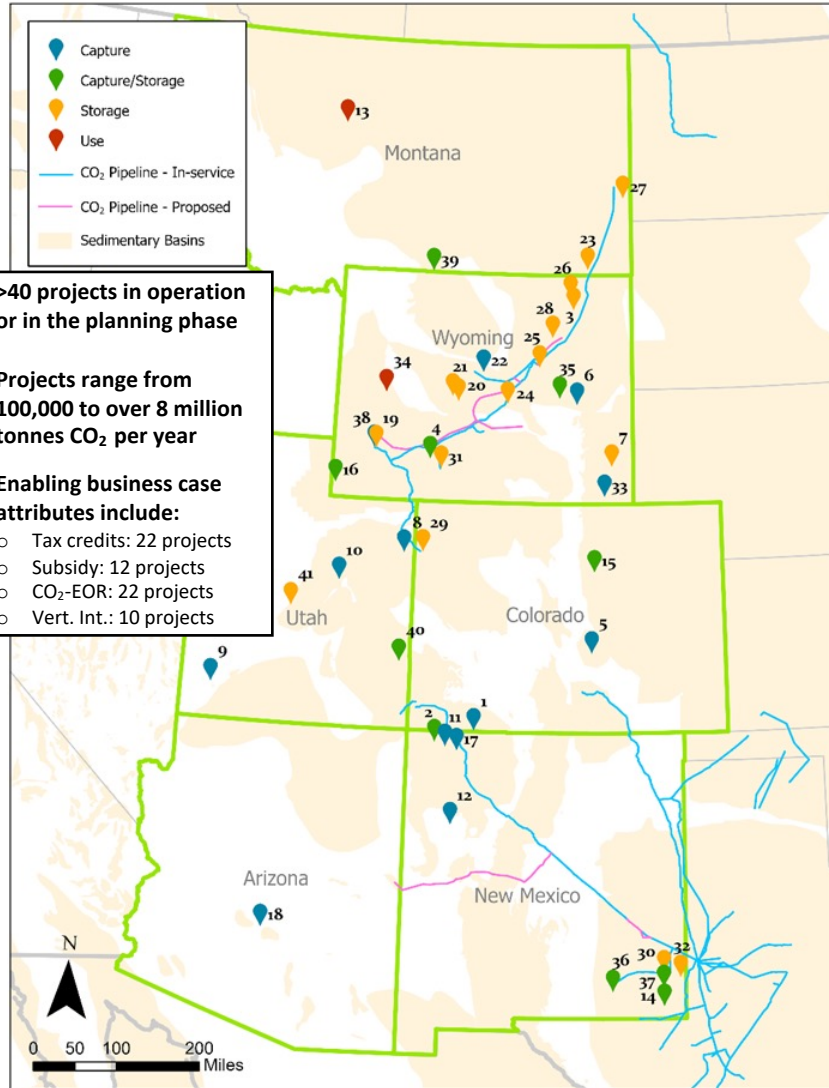 Capture
Capture/Storage
Storage
Use
CO₂ Pipeline - In-service
CO₂ Pipeline - Proposed
Sedimentary Basins
>40 projects in operation
or in the planning phase
Projects range from
100,000 to over 8 million
tonnes CO₂ per year
Enabling business case
attributes include:
o Tax credits: 22 projects
o Subsidy: 12 projects
o CO₂-EOR: 22 projects
o Vert. Int.: 10 projects
13
Montana
27
23
39
26
3
28
Wyoming
25
22
34
21
20
24
35
6
38
19
4
31
7
16
33
8
29
10
15
41
Utah
Colorado
5
40
9
1
2
11
17
12
Arizona
New Mexico
18
30
32
36
37
14
N
0 50 100 200
Miles